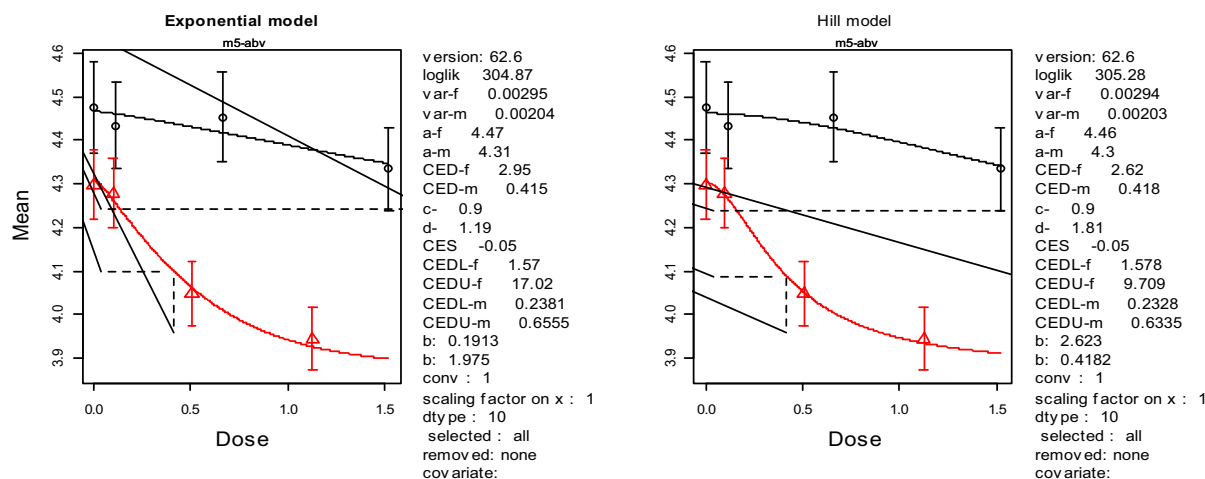 Exponential model
m5-abv
Mean
4.6
4.5
4.4
4.3
4.2
4.1
4.0
3.9
0.0
0.5
1.0
1.5
Dose
version: 62.6
loglik 304.87
var-f 0.00295
var-m 0.00204
a-f 4.47
a-m 4.31
CED-f 2.95
CED-m 0.415
c- 0.9
d- 1.19
CES -0.05
CEDL-f 1.57
CEDU-f 17.02
CEDL-m 0.2381
CEDU-m 0.6555
b: 0.1913
b: 1.975
conv : 1
scaling factor on x : 1
dtype : 10
selected : all
removed: none
covariate:
Hill model
m5-abv
4.6
4.5
4.4
4.3
4.2
4.1
4.0
3.9
0.0
0.5
1.0
1.5
Dose
version: 62.6
loglik 305.28
var-f 0.00294
var-m 0.00203
a-f 4.46
a-m 4.3
CED-f 2.62
CED-m 0.418
c- 0.9
d- 1.81
CES -0.05
CEDL-f 1.578
CEDU-f 9.709
CEDL-m 0.2328
CEDU-m 0.6335
b: 2.623
b: 0.4182
conv : 1
scaling factor on x : 1
dtype : 10
selected : all
removed: none
covariate: